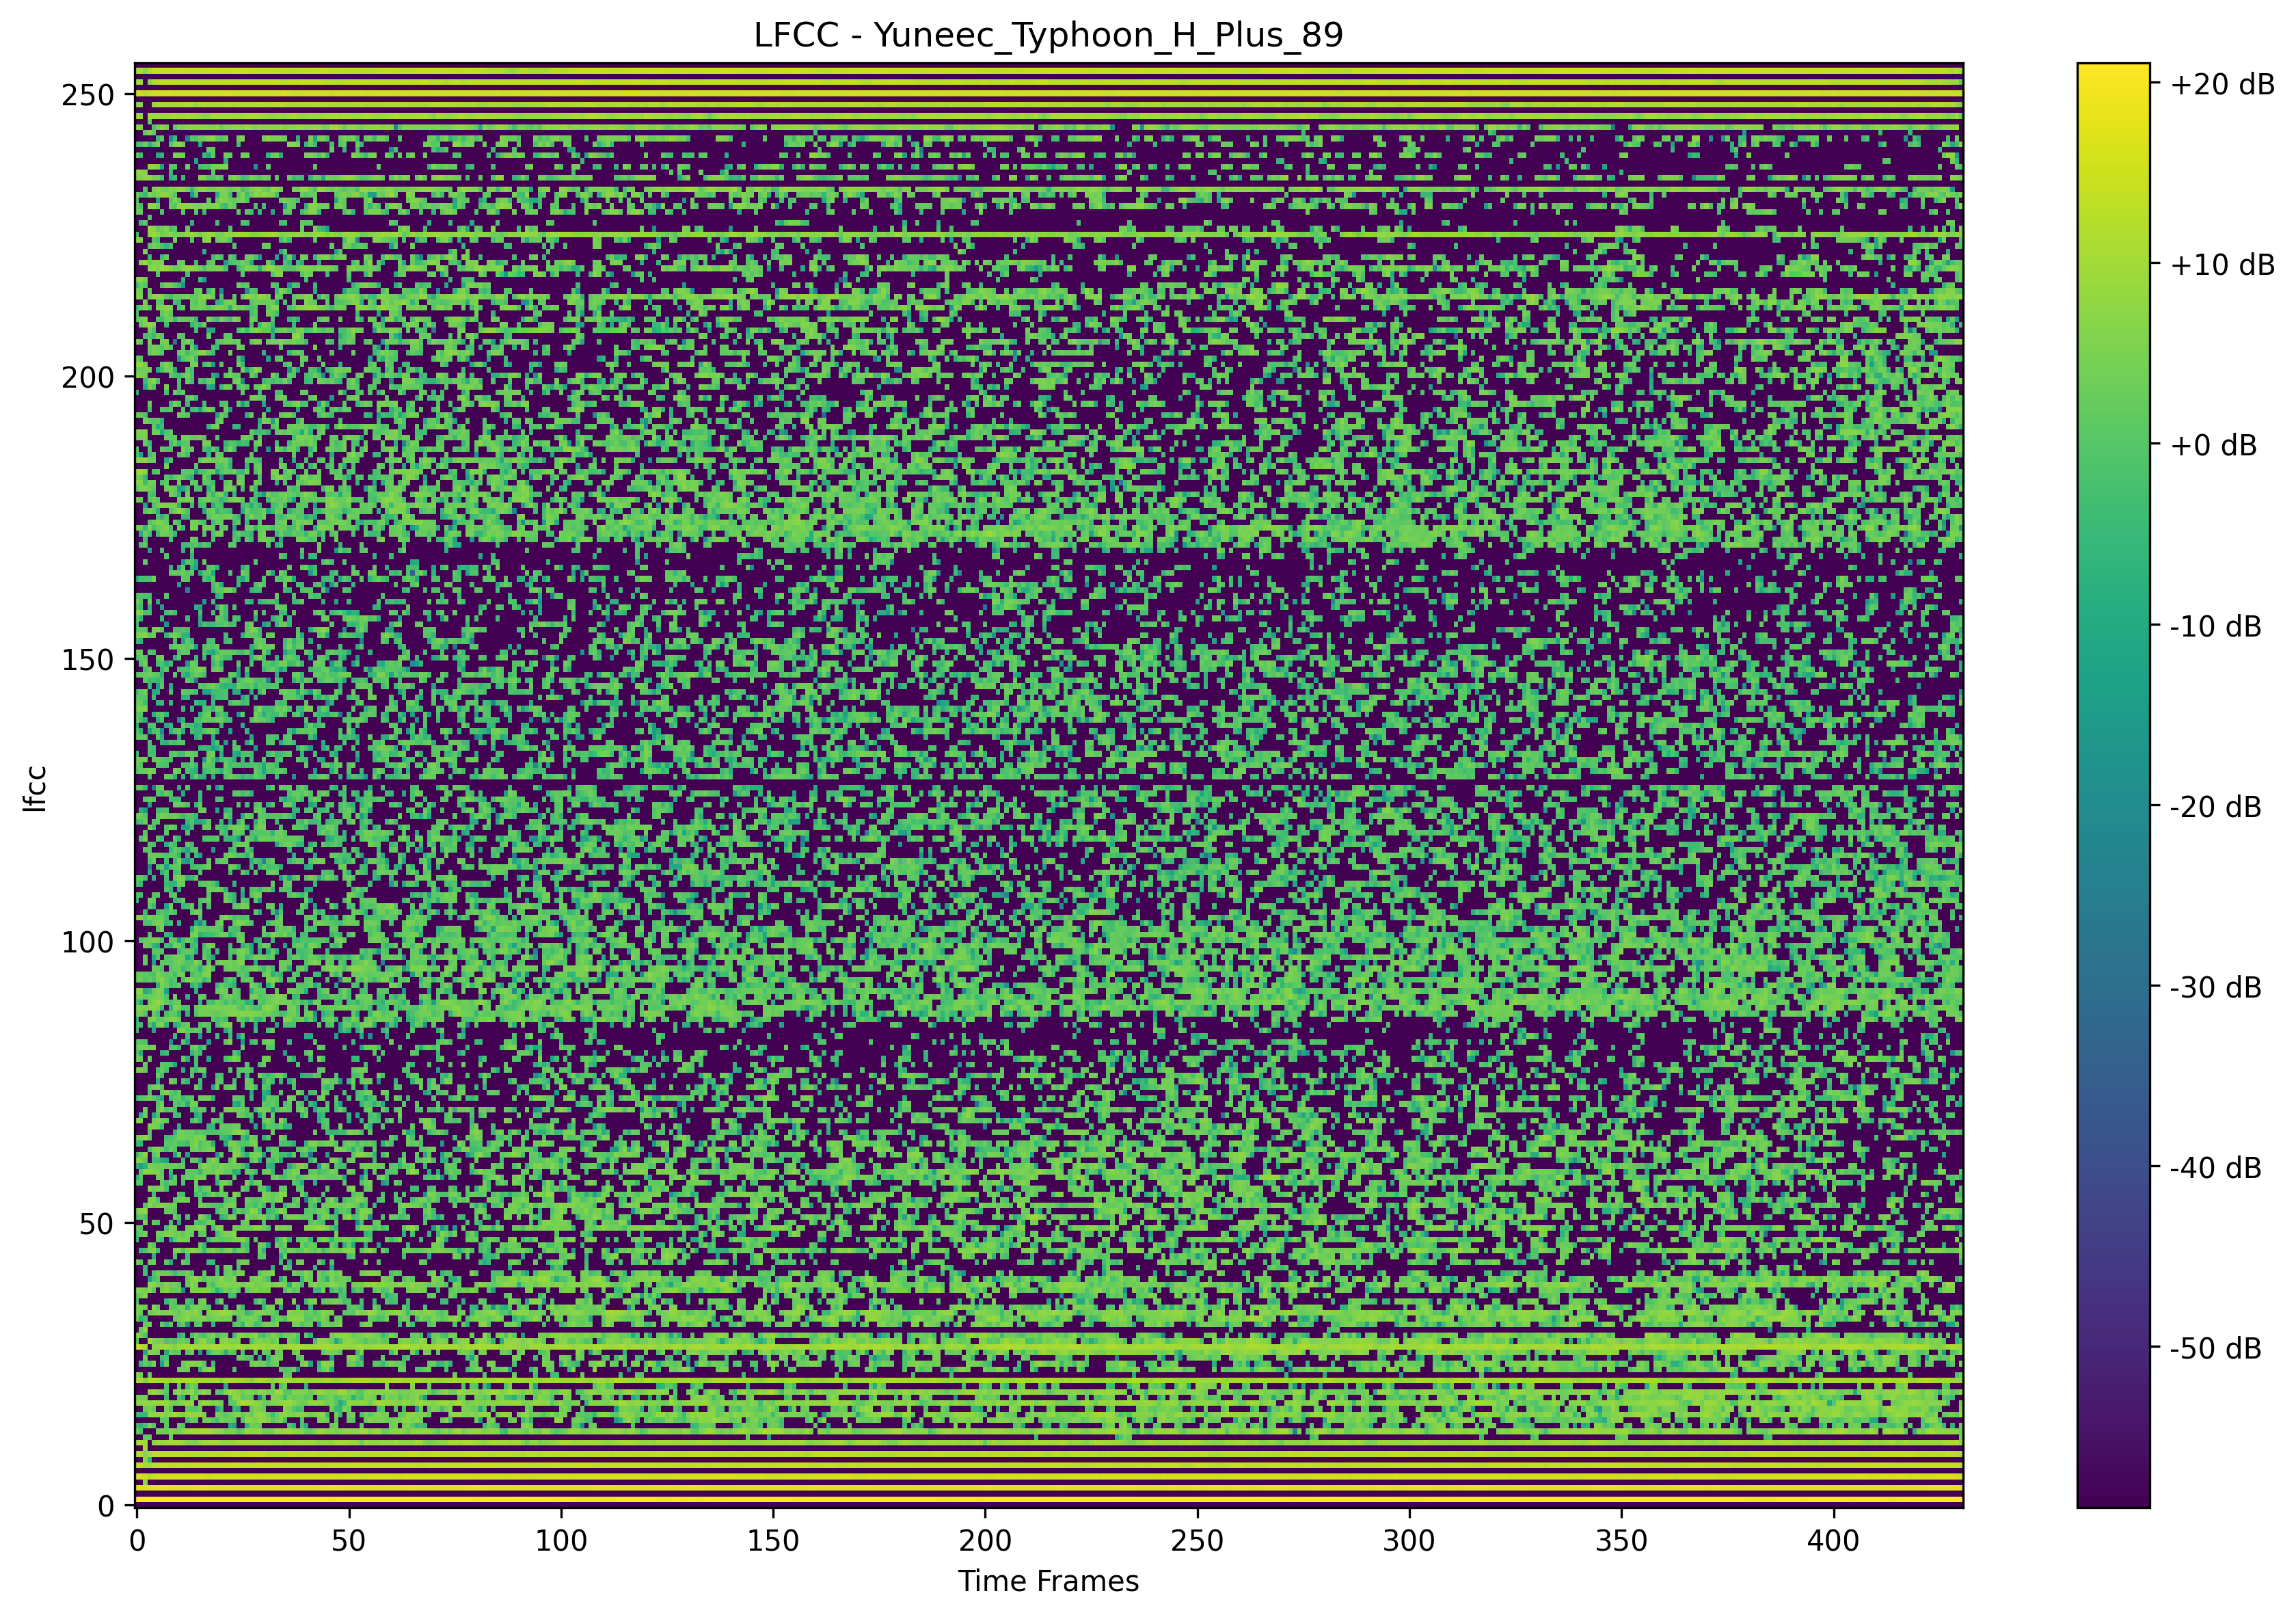 LFCC - Yuneec_Typhoon_H_Plus_89
lfcc
250
200
150
100
50
0
0 50 100 150 200 250 300 350 400
Time Frames
+20 dB
+10 dB
+0 dB
-10 dB
-20 dB
-30 dB
-40 dB
-50 dB